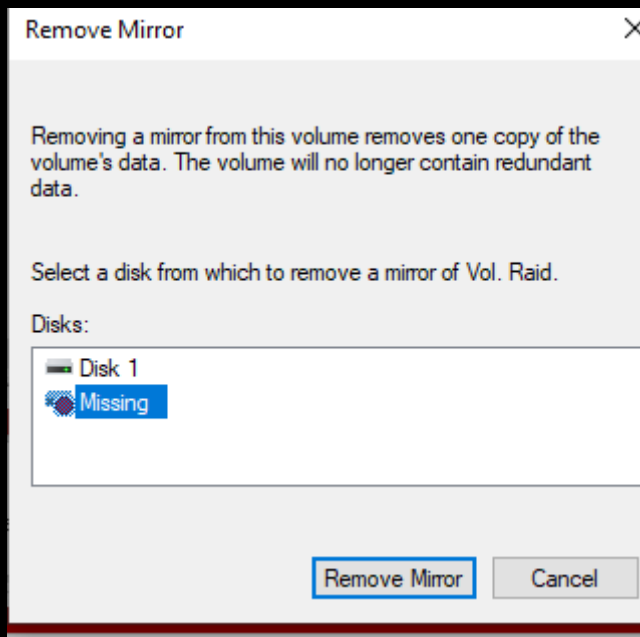 Remove Mirror
Removing a mirror from this volume removes one copy of the
volume's data. The volume will no longer contain redundant
data.
Select a disk from which to remove a mirror of Vol. Raid.
Disks:
Disk 1
Missing
Remove Mirror Cancel